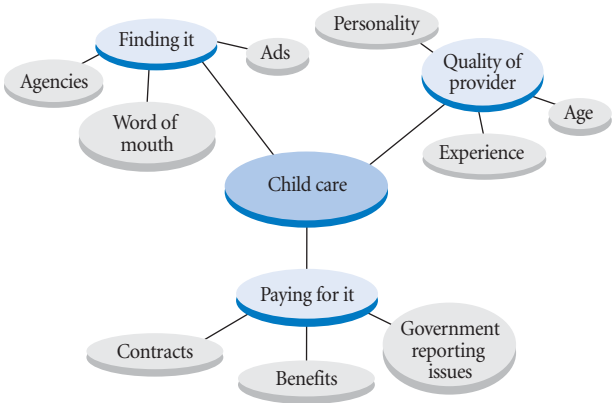 Finding it
Ads
Agencies
Word of
mouth
Personality
Quality of
provider
Age
Experience
Child care
Paying for it
Contracts
Benefits
Government
reporting
issues